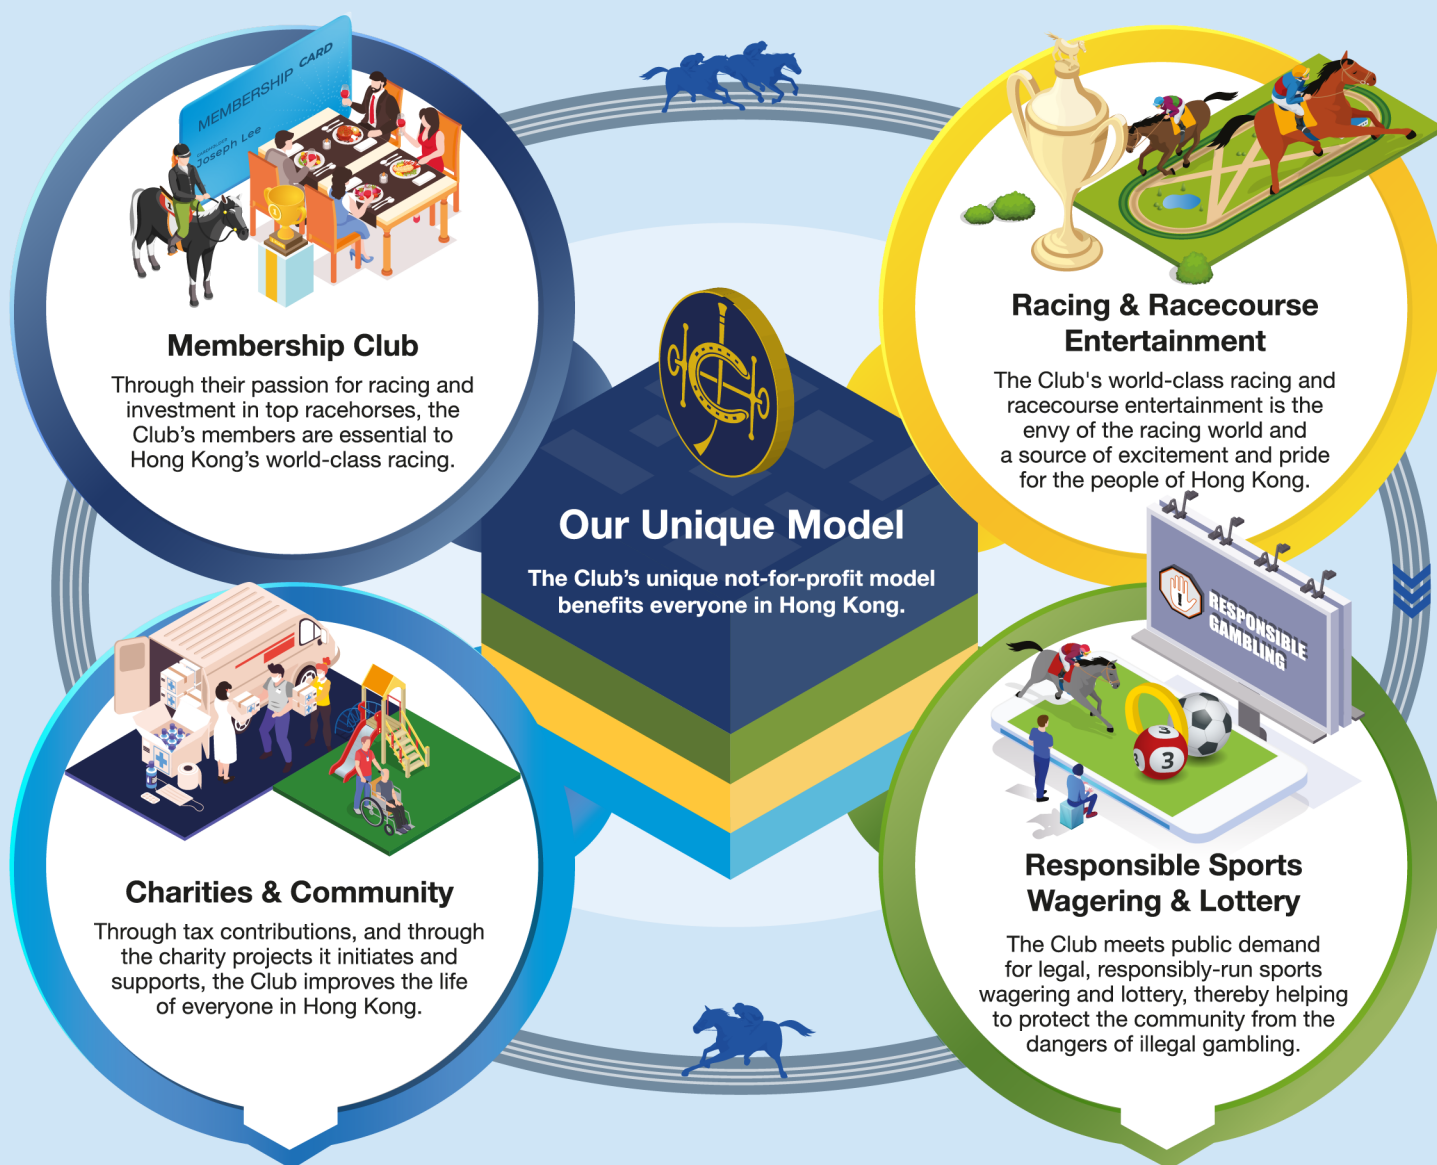 MEMBERSHIP CARD
CARDHOLDER
Joseph Lee
1
1
Membership Club
Through their passion for racing and
investment in top racehorses, the
Club's members are essential to
Hong Kong's world-class racing.
Racing & Racecourse
Entertainment
The Club's world-class racing and
racecourse entertainment is the
envy of the racing world and
a source of excitement and pride
for the people of Hong Kong.
Our Unique Model
The Club's unique not-for-profit model
benefits everyone in Hong Kong.
Charities & Community
Through tax contributions, and through
the charity projects it initiates and
supports, the Club improves the life
of everyone in Hong Kong.
RESPONSIBLE
GAMBLING
3
3
3
Responsible Sports
Wagering & Lottery
The Club meets public demand
for legal, responsibly-run sports
wagering and lottery, thereby helping
to protect the community from the
dangers of illegal gambling.